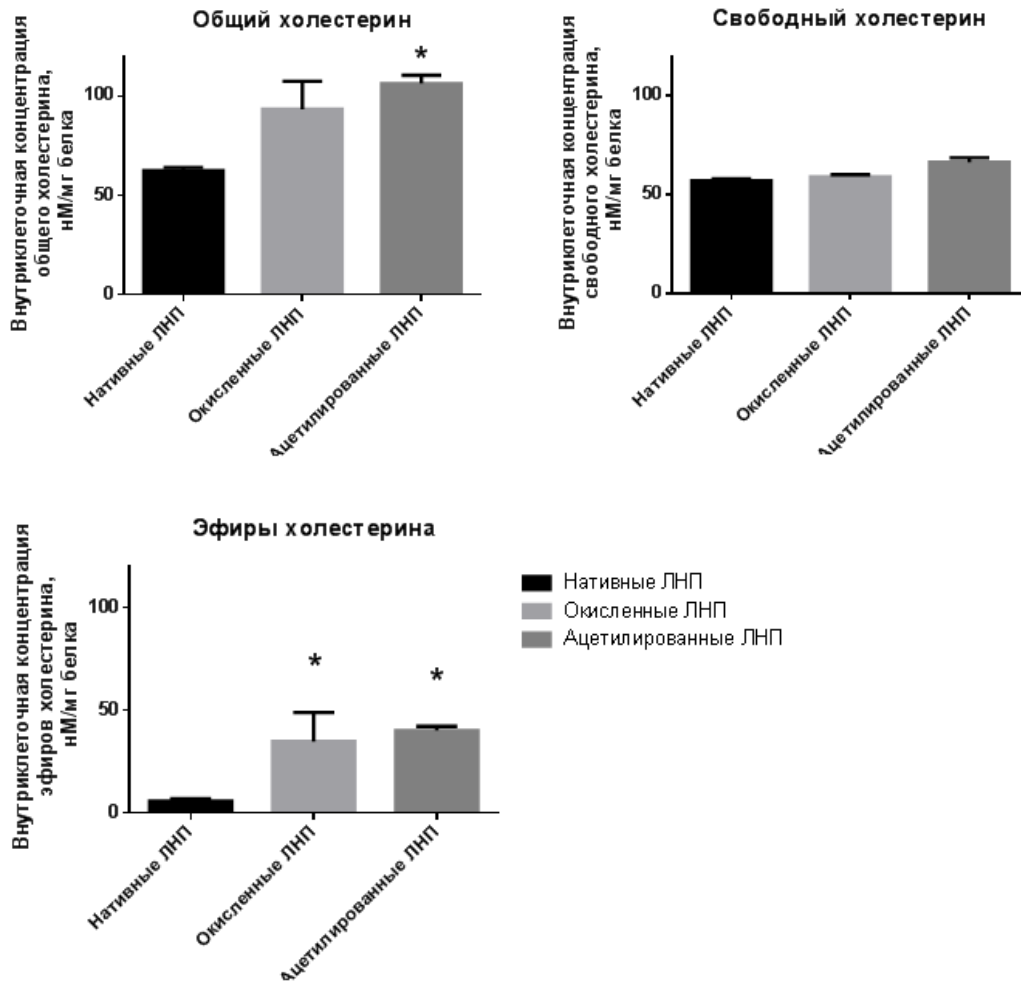 Общий холестерин
*
Внутриклеточная концентрация
общего холестерина,
нМ/мг белка
100
50
0
Нативные ЛНП
Окисленные ЛНП
Ацетилированные ЛНП
Свободный холестерин
Внутриклеточная концентрация
свободного холестерина,
нМ/мг белка
100
50
0
Нативные ЛНП
Окисленные ЛНП
Ацетилированные ЛНП
Эфиры холестерина
* *
Внутриклеточная концентрация
эфиров холестерина,
нМ/мг белка
100
50
0
Нативные ЛНП
Окисленные ЛНП
Ацетилированные ЛНП
Нативные ЛНП
Окисленные ЛНП
Ацетилированные ЛНП